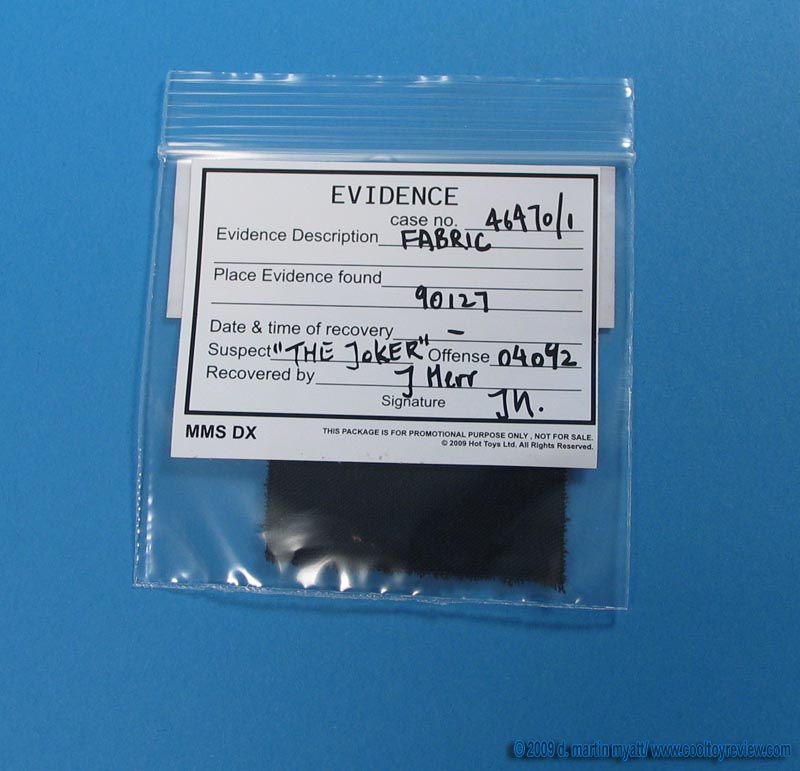 EVIDENCE
case no. 46470/1
Evidence Description FABRIC
Place Evidence found
90127
Date & time of recovery -
Suspect "THE JOKER" Offense 04092
Recovered by J Herr
Signature JH.
MMS DX
THIS PACKAGE IS FOR PROMOTIONAL PURPOSE ONLY , NOT FOR SALE.
© 2009 Hot Toys Ltd. All Rights Reserved.
© 2009 d. martin myatt/ www.cooltoyreview.com